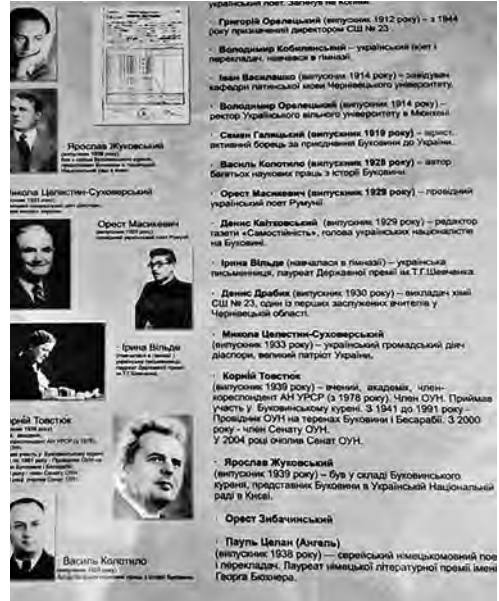 український поет. Загинув на Колимі.
Григорій Орелецький (випускник 1912 року) – з 1944
року призначений директором СШ № 23
Володимир Кобилянський – український поет і
перекладач, навчався в гімназії.
Іван Василашко (випускник 1914 року) – завідувач
кафедри латинської мови Чернівецького університету.
Володимир Орелецький (випускник 1914 року) –
ректор Українського вільного університету в Мюнхені.
Семен Галицький (випускник 1919 року) – юрист,
активний борець за приєднання Буковини до України.
Василь Колотило (випускник 1928 року) – автор
багатьох наукових праць з історії Буковини.
Орест Масикевич (випускник 1929 року) – провідний
український поет Румунії.
Денис Квітковський (випускник 1929 року) – редактор
газети «Самостійність», голова українських націоналістів
на Буковині.
Ірина Вільде (навчалася в гімназії) – українська
письменниця, лауреат Державної премії ім.Т.Г.Шевченка.
Денис Драбик (випускник 1930 року) – викладач хімії
СШ № 23, один із перших заслужених вчителів у
Чернівецькій області.
Микола Целестин-Суховерський
(випускник 1933 року) – український громадський діяч
діаспори, великий патріот України.
Корній Товстюк
(випускник 1939 року) – вчений, академік, член-
кореспондент АН УРСР (з 1978 року). Член ОУН. Приймав
участь у Буковинському курені. З 1941 до 1991 року -
Провідник ОУН на теренах Буковини і Бесарабії. З 2000
року - член Сенату ОУН.
У 2004 році очолив Сенат ОУН.
Ярослав Жуковський
(випускник 1939 року) – був у складі Буковинського
куреня, представник Буковини в Українській Національній
раді в Києві.
Орест Зибачинський
Пауль Целан (Анчель)
(випускник 1938 року) — єврейський німецькомовний пое
і перекладач. Лауреат німецької літературної премії імені
Георга Бюхнера.
Ярослав Жуковський
Микола Целестин-Суховерський
Орест Масикевич
Ірина Вільде
орній Товстюк
Василь Колотило